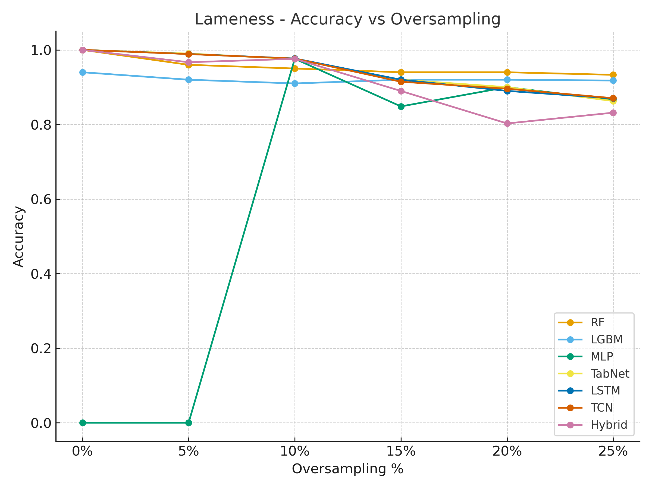 Lameness - Accuracy vs Oversampling
Accuracy
1.0
0.8
0.6
0.4
0.2
0.0
0%
5%
10%
15%
20%
25%
Oversampling %
RF
LGBM
MLP
TabNet
LSTM
TCN
Hybrid